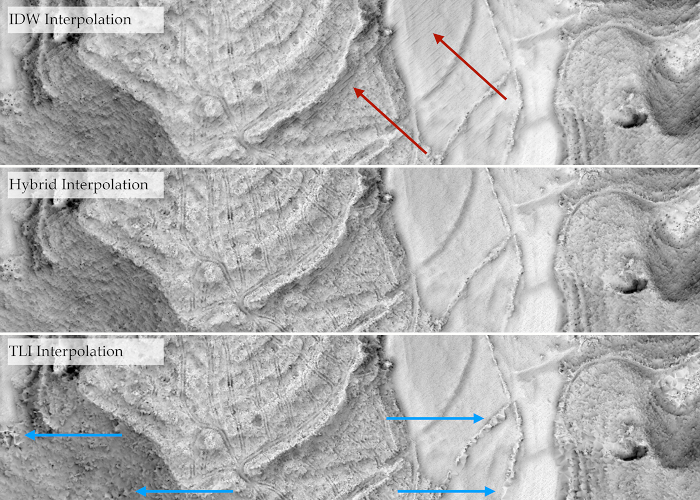 IDW Interpolation
Hybrid Interpolation
TLI Interpolation